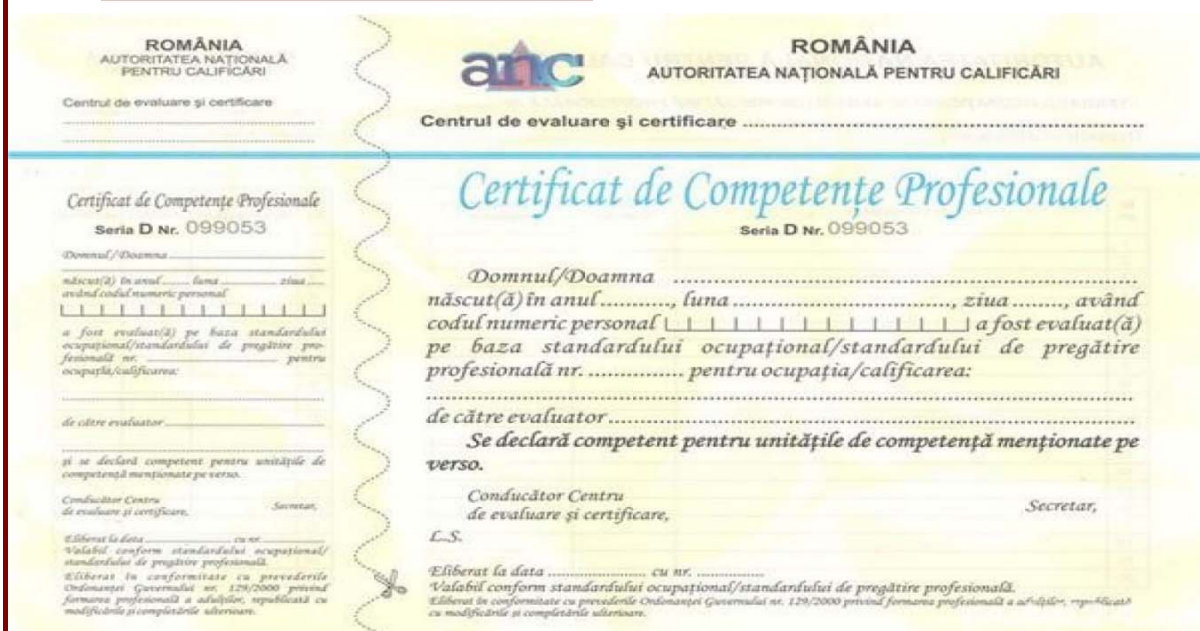 ROMÂNIA
AUTORITATEA NAȚIONALĂ
PENTRU CALIFICĂRI
Centrul de evaluare și certificare
Certificat de Competențe Profesionale
Seria D Nr. 099053
Domnul/Doamna
născut(ă) în anul ........ luna .............. ziua ....
având codul numeric personal
a fost evaluat(ă) pe baza standardului
ocupațional/standardului de pregătire pro-
fesională nr. ........................ pentru
ocupația/calificarea:
de către evaluator
și se declară competent pentru unitățile de
competență menționate pe verso.
Conducător Centru
de evaluare și certificare,
Secretar,
Eliberat la data ........................ cu nr. ........
Valabil conform standardului ocupațional/
standardului de pregătire profesională.
Eliberat în conformitate cu prevederile
Ordonanței Guvernului nr. 129/2000 privind
formarea profesională a adulților, republicată cu
modificările și completările ulterioare.
anc
ROMÂNIA
AUTORITATEA NAȚIONALĂ PENTRU CALIFICĂRI
Centrul de evaluare și certificare ........................
Certificat de Competențe Profesionale
Seria D Nr. 099053
Domnul/Doamna ........................
născut(ă) în anul ..........., luna ........................, ziua ........, având
codul numeric personal a fost evaluat(ă)
pe baza standardului ocupațional/standardului de pregătire
profesională nr. .............. pentru ocupația/calificarea:
de către evaluator ........................
Se declară competent pentru unitățile de competență menționate pe
verso.
Conducător Centru
de evaluare și certificare,
Secretar,
L.S.
Eliberat la data ...................... cu nr. ..............
Valabil conform standardului ocupațional/standardului de pregătire profesională.
Eliberat în conformitate cu prevederile Ordonanței Guvernului nr. 129/2000 privind formarea profesională a adulților, republicată
cu modificările și completările ulterioare.